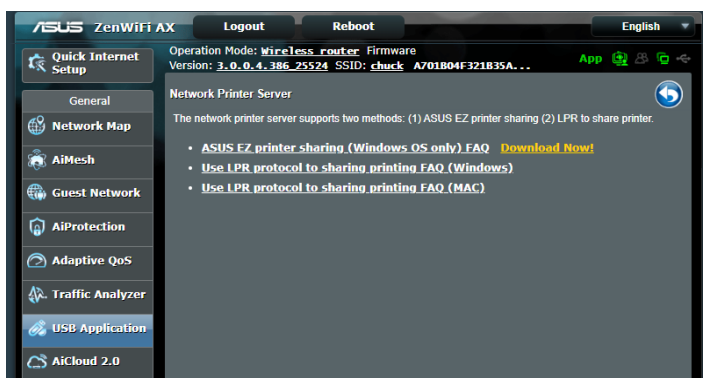 ASUS ZenWiFi AX Logout Reboot English
Quick Internet Setup
Operation Mode: Wireless router Firmware
Version: 3.0.0.4.386_25524 SSID: chuck A701B04F321B35A... App
General
Network Map
AiMesh
Guest Network
AiProtection
Adaptive QoS
Traffic Analyzer
USB Application
AiCloud 2.0
Network Printer Server
The network printer server supports two methods: (1) ASUS EZ printer sharing (2) LPR to share printer.
ASUS EZ printer sharing (Windows OS only) FAQ Download Now!
Use LPR protocol to sharing printing FAQ (Windows)
Use LPR protocol to sharing printing FAQ (MAC)